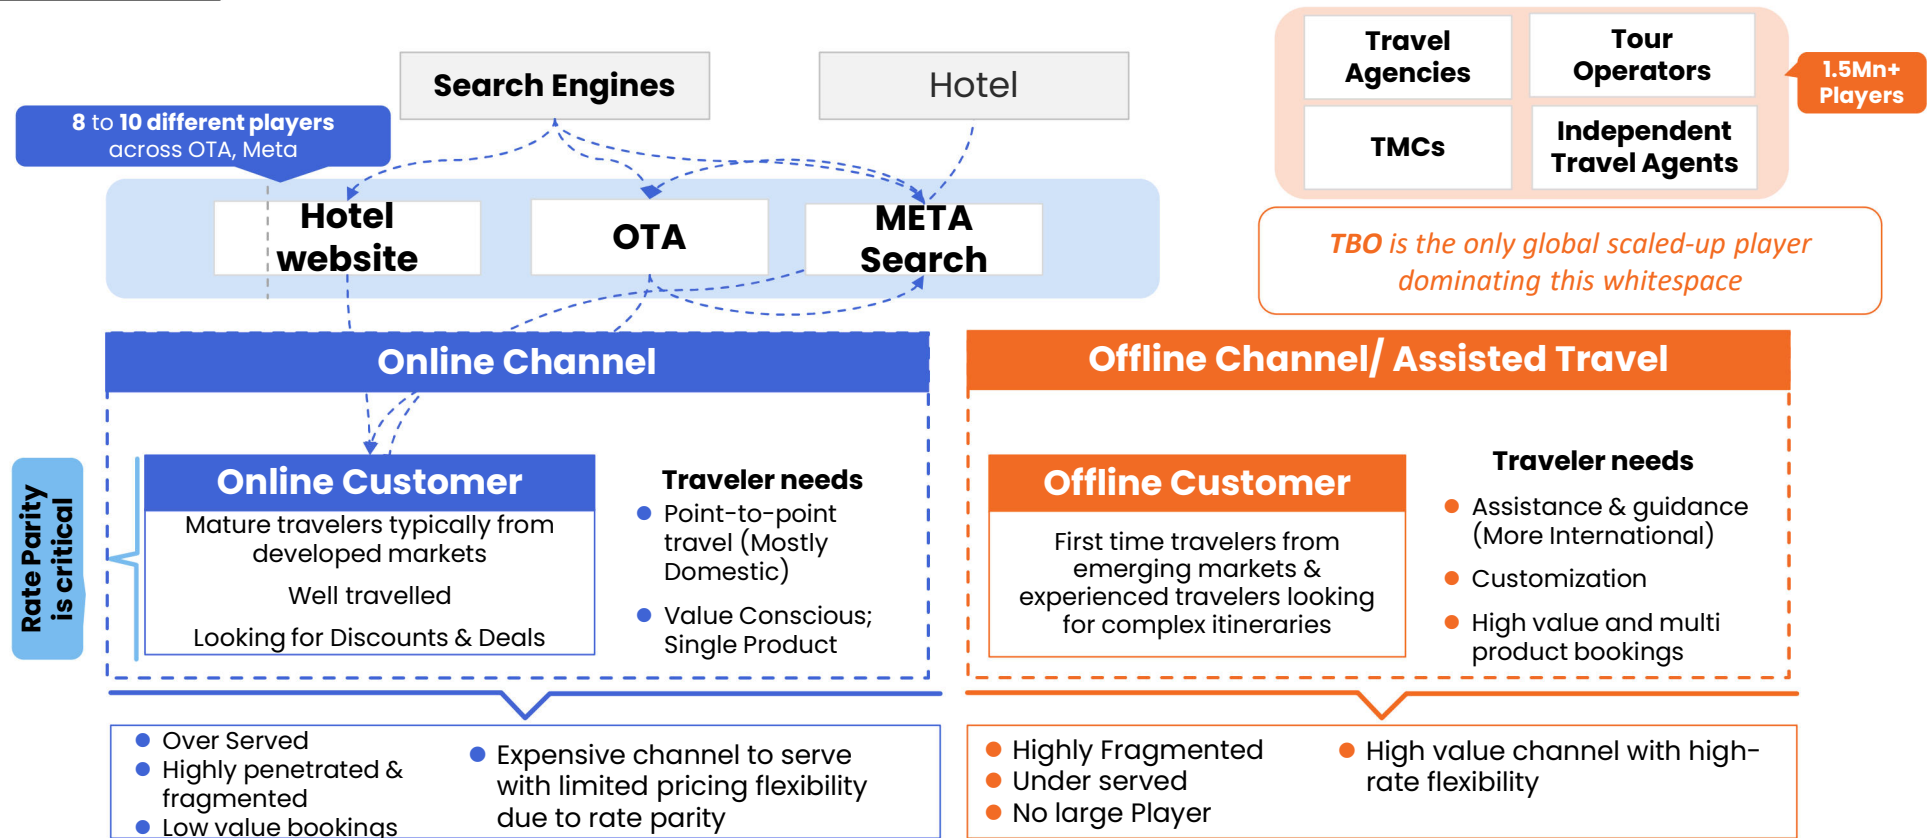 Search Engines
Hotel
8 to 10 different players
across OTA, Meta
Hotel
website
OTA
META
Search
Travel
Agencies
Tour
Operators
TMCs
Independent
Travel Agents
1.5Mn+
Players
TBO is the only global scaled-up player
dominating this whitespace
Online Channel
Rate Parity
is critical
Online Customer
Mature travelers typically from
developed markets
Well travelled
Looking for Discounts & Deals
Traveler needs
Point-to-point
travel (Mostly
Domestic)
Value Conscious;
Single Product
Over Served
Highly penetrated &
fragmented
Low value bookings
Expensive channel to serve
with limited pricing flexibility
due to rate parity
Offline Channel/ Assisted Travel
Offline Customer
First time travelers from
emerging markets &
experienced travelers looking
for complex itineraries
Traveler needs
Assistance & guidance
(More International)
Customization
High value and multi
product bookings
Highly Fragmented
Under served
No large Player
High value channel with high-
rate flexibility